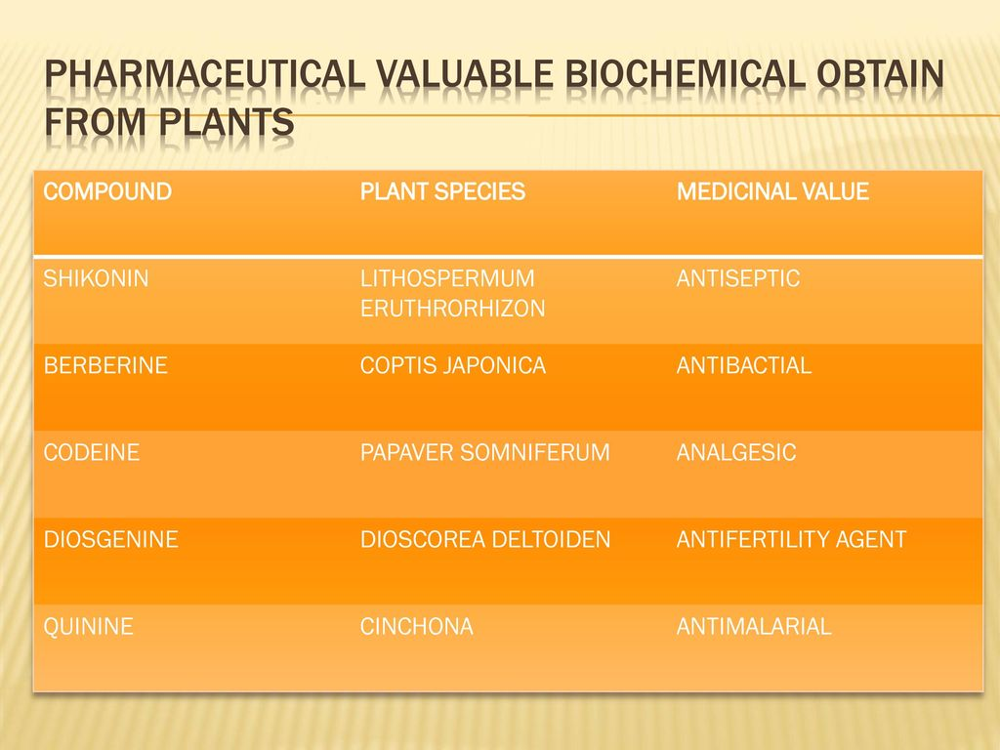 PHARMACEUTICAL VALUABLE BIOCHEMICAL OBTAIN
FROM PLANTS
COMPOUND PLANT SPECIES MEDICINAL VALUE
SHIKONIN LITHOSPERMUM ANTISEPTIC
ERUTHRORHIZON
BERBERINE COPTIS JAPONICA ANTIBACTIAL
CODEINE PAPAVER SOMNIFERUM ANALGESIC
DIOSGENINE DIOSCOREA DELTOIDEN ANTIFERTILITY AGENT
QUININE CINCHONA ANTIMALARIAL